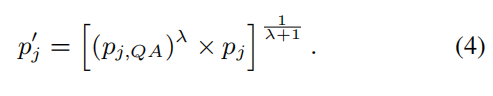 p′_j = [(p_{j,QA})^λ × p_j]^{1/(λ+1)} . (4)